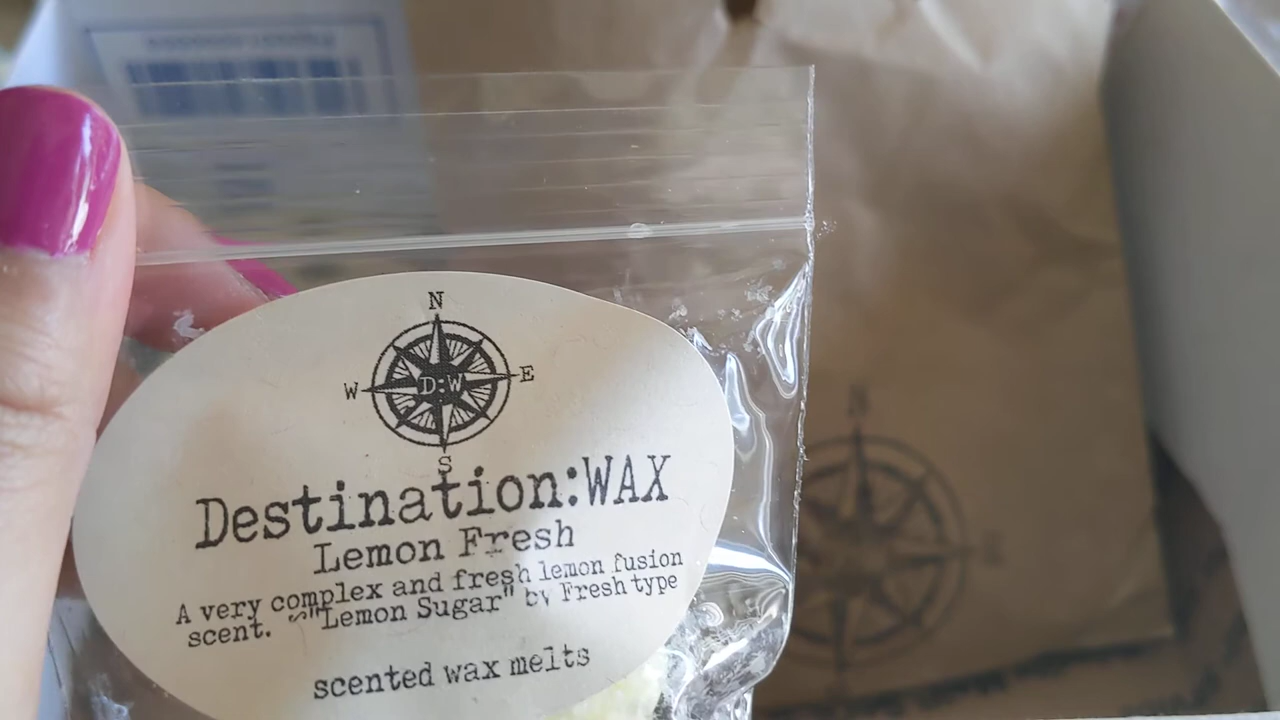 N
W D:W E
S
Destination:WAX
Lemon Fresh
A very complex and fresh lemon fusion
scent. ~"Lemon Sugar" by Fresh type
scented wax melts
N